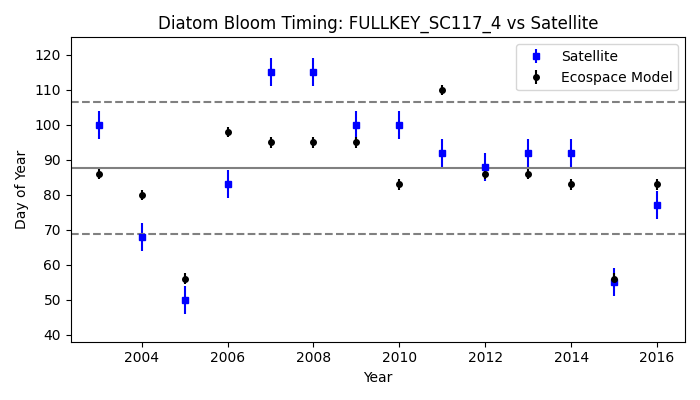 Diatom Bloom Timing: FULLKEY_SC117_4 vs Satellite
Satellite
Ecospace Model
120
110
100
90
80
70
60
50
40
Day of Year
2004 2006 2008 2010 2012 2014 2016
Year